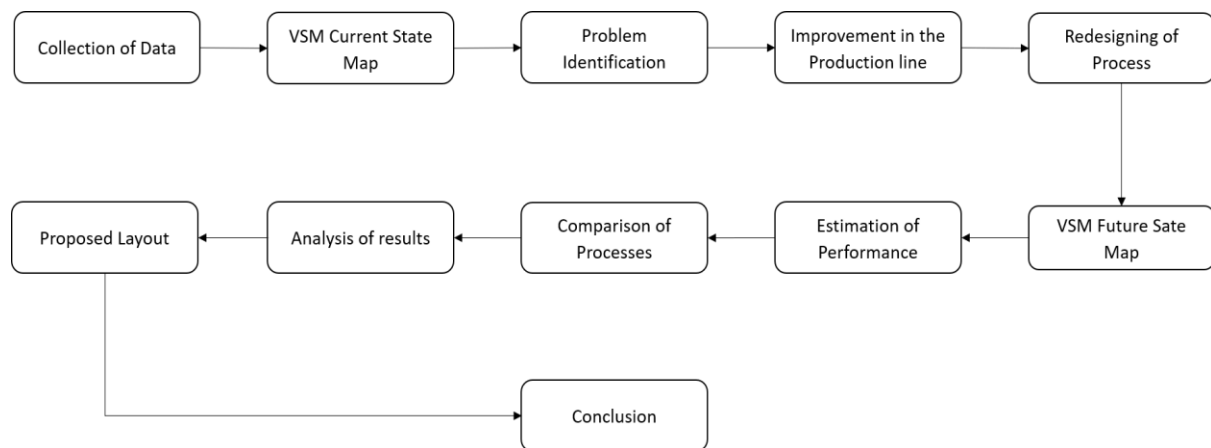 Collection of Data
VSM Current State
Map
Problem
Identification
Improvement in the
Production line
Redesigning of
Process
VSM Future Sate
Map
Estimation of
Performance
Comparison of
Processes
Analysis of results
Proposed Layout
Conclusion